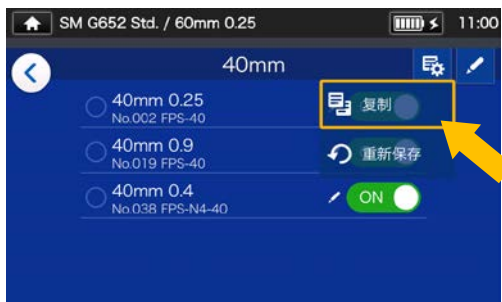 SM G652 Std. / 60mm 0.25
11:00
40mm
40mm 0.25
No.002 FPS-40
复制
40mm 0.9
No.019 FPS-40
重新保存
40mm 0.4
No.038 FPS-N4-40
ON